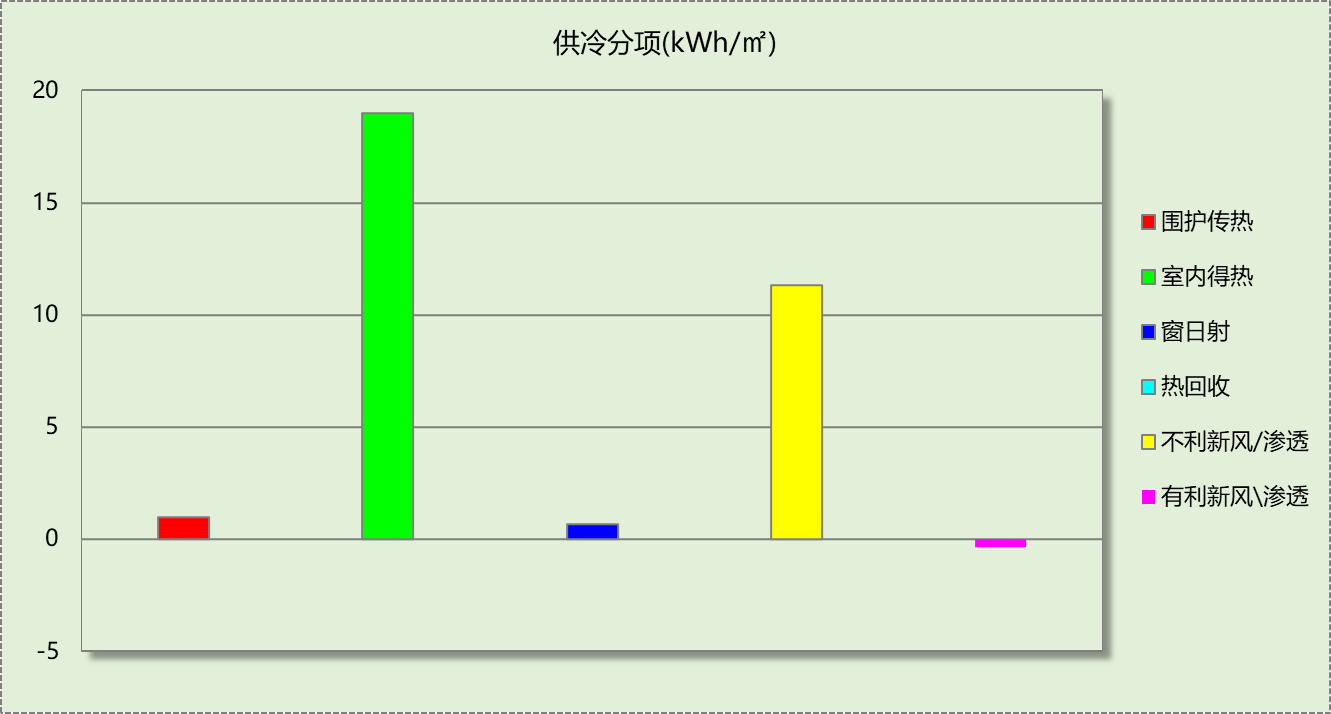 供冷分项(kWh/㎡)
20
15
10
5
0
-5
围护传热
室内得热
窗日射
热回收
不利新风/渗透
有利新风\渗透